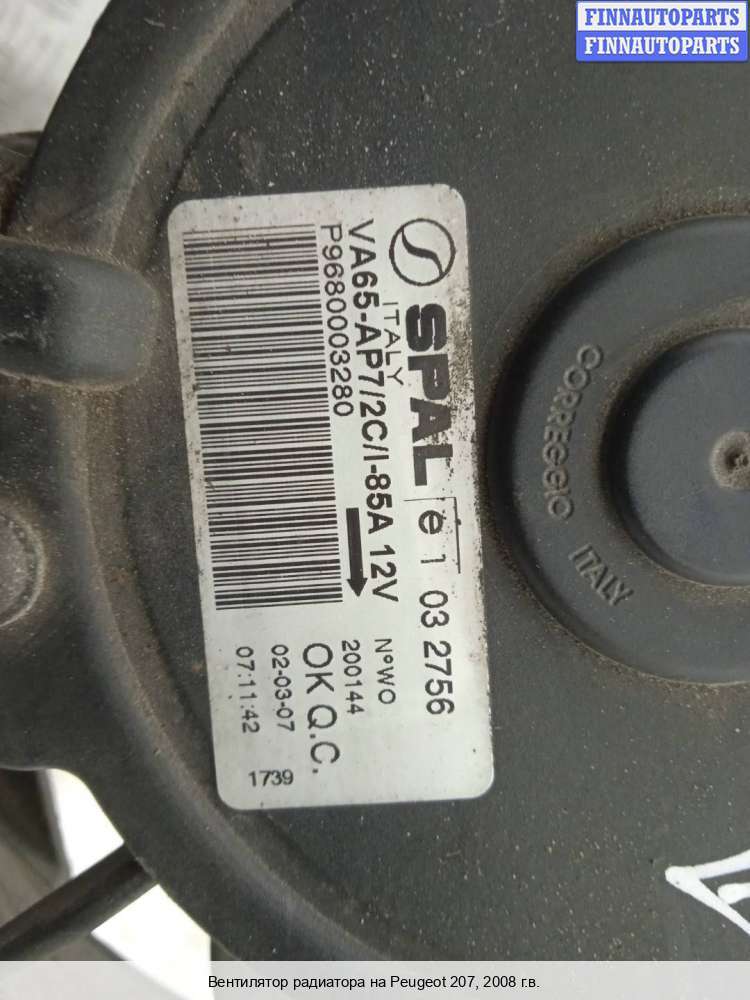 FINNAUTOPARTS
FINNAUTOPARTS
SPAL e 1 03 2756
ITALY
VA65-AP7/2C/I-85A 12V
P9680003280
N°WO
200144
OK Q.C.
02-03-07
07:11:42
1739
CORREGGIO ITALY
Вентилятор радиатора на Peugeot 207, 2008 г.в.